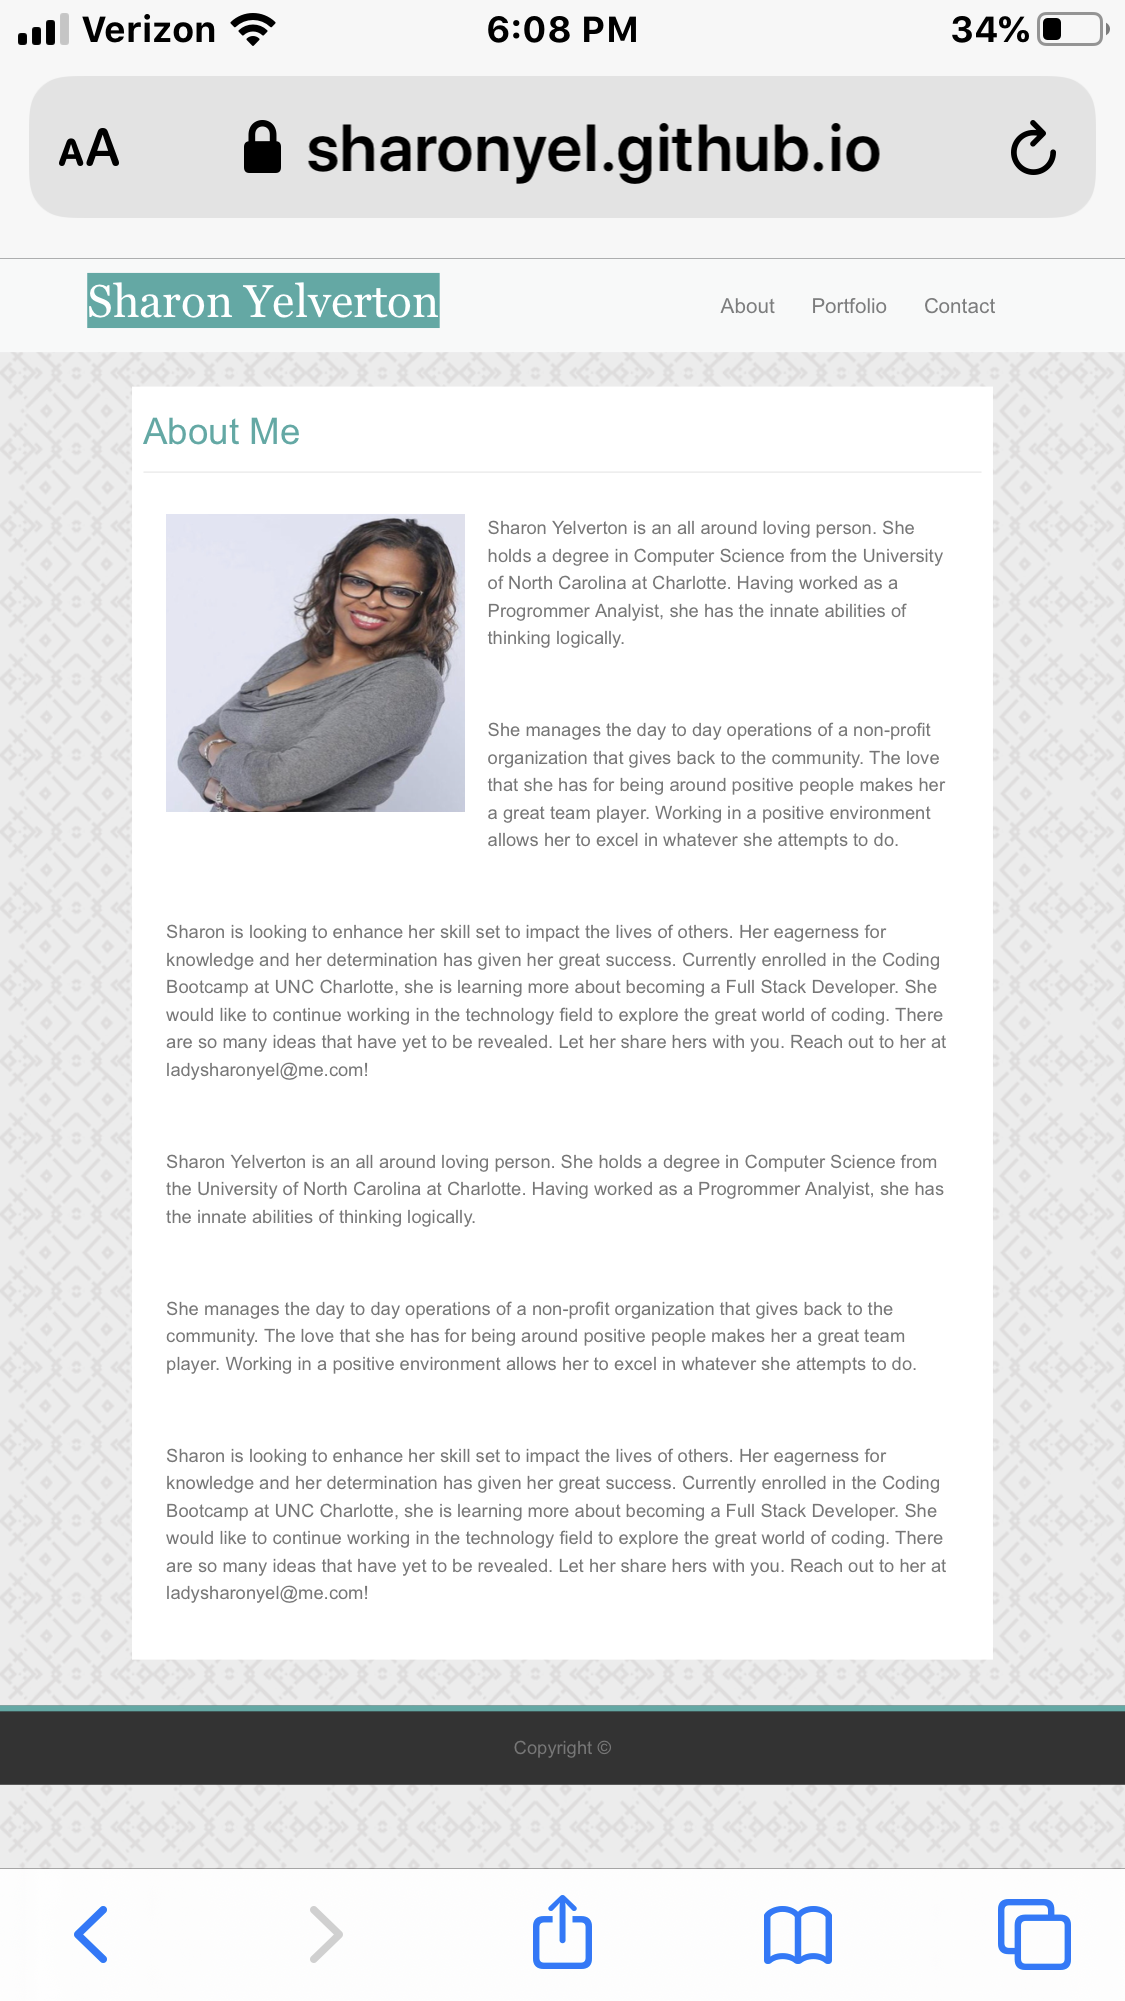 Verizon 6:08 PM 34%
AA sharonyel.github.io
Sharon Yelverton About Portfolio Contact
About Me
Sharon Yelverton is an all around loving person. She
holds a degree in Computer Science from the University
of North Carolina at Charlotte. Having worked as a
Progrommer Analyist, she has the innate abilities of
thinking logically.
She manages the day to day operations of a non-profit
organization that gives back to the community. The love
that she has for being around positive people makes her
a great team player. Working in a positive environment
allows her to excel in whatever she attempts to do.
Sharon is looking to enhance her skill set to impact the lives of others. Her eagerness for
knowledge and her determination has given her great success. Currently enrolled in the Coding
Bootcamp at UNC Charlotte, she is learning more about becoming a Full Stack Developer. She
would like to continue working in the technology field to explore the great world of coding. There
are so many ideas that have yet to be revealed. Let her share hers with you. Reach out to her at
ladysharonyel@me.com!
Sharon Yelverton is an all around loving person. She holds a degree in Computer Science from
the University of North Carolina at Charlotte. Having worked as a Progrommer Analyist, she has
the innate abilities of thinking logically.
She manages the day to day operations of a non-profit organization that gives back to the
community. The love that she has for being around positive people makes her a great team
player. Working in a positive environment allows her to excel in whatever she attempts to do.
Sharon is looking to enhance her skill set to impact the lives of others. Her eagerness for
knowledge and her determination has given her great success. Currently enrolled in the Coding
Bootcamp at UNC Charlotte, she is learning more about becoming a Full Stack Developer. She
would like to continue working in the technology field to explore the great world of coding. There
are so many ideas that have yet to be revealed. Let her share hers with you. Reach out to her at
ladysharonyel@me.com!
Copyright ©